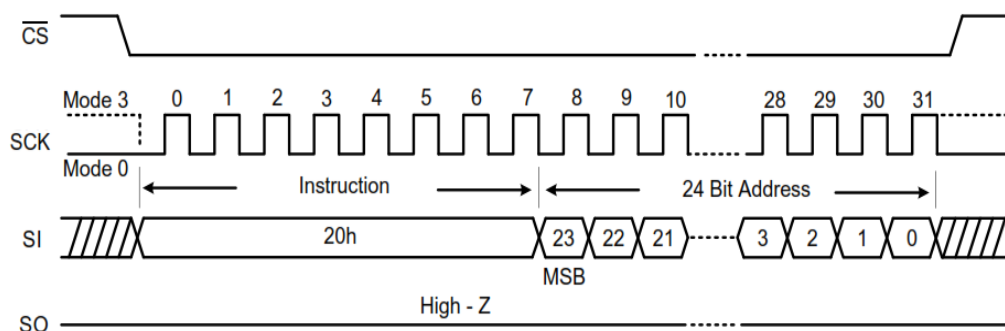 CS
Mode 3 0 1 2 3 4 5 6 7 8 9 10 28 29 30 31
SCK
Mode 0
Instruction 24 Bit Address
SI 20h 23 22 21 3 2 1 0
MSB
High - Z
SO